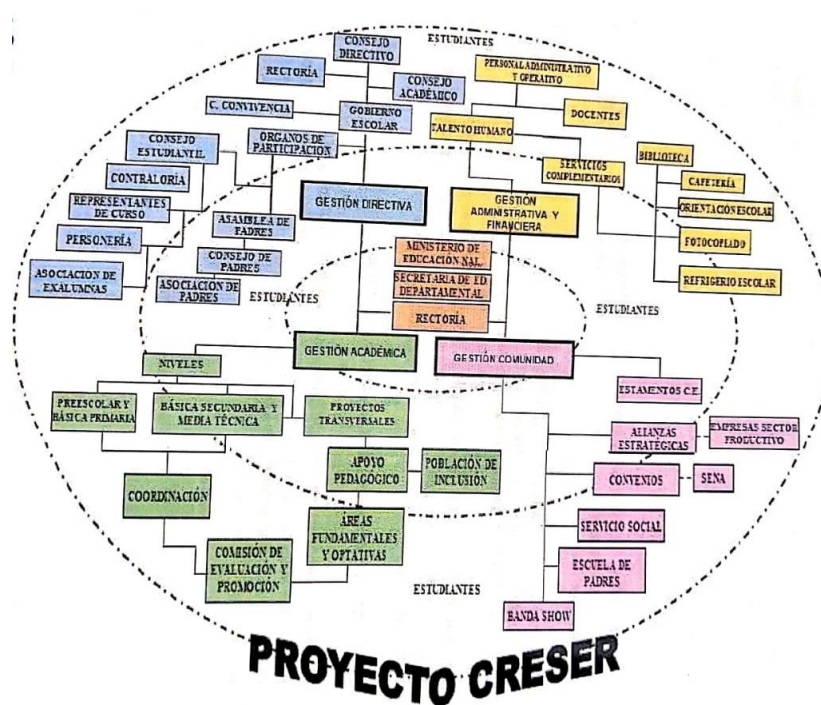 ESTUDIANTES
CONSEJO
DIRECTIVO
RECTORÍA
CONSEJO
ACADÉMICO
C. CONVIVENCIA
GOBIERNO
ESCOLAR
CONSEJO
ESTUDIANTIL
ORGANOS DE
PARTICIPACIÓN
CONTRALORÍA
REPRESENTANTES
DE CURSO
PERSONERÍA
ASOCIACION DE
EXALUMNAS
ASAMBLEA DE
PADRES
CONSEJO DE
PADRES
ASOCIACION DE
PADRES
GESTIÓN DIRECTIVA
PERSONAL ADMINISTRATIVO
Y OPERATIVO
DOCENTES
TALENTO HUMANO
SERVICIOS
COMPLEMENTARIOS
BIBLIOTECA
CAFETERÍA
ORIENTACIÓN ESCOLAR
FOTOCOPIADO
REFRIGERIO ESCOLAR
GESTIÓN
ADMINISTRATIVA Y
FINANCIERA
MINISTERIO DE
EDUCACIÓN NAL.
SECRETARIA DE ED.
DEPARTAMENTAL
RECTORÍA
ESTUDIANTES
ESTUDIANTES
GESTIÓN ACADÉMICA
GESTIÓN COMUNIDAD
NIVELES
PREESCOLAR Y
BÁSICA PRIMARIA
BÁSICA SECUNDARIA Y
MEDIA TÉCNICA
PROYECTOS
TRANSVERSALES
APOYO
PEDAGÓGICO
POBLACIÓN DE
INCLUSIÓN
COORDINACIÓN
ÁREAS
FUNDAMENTALES
Y OPTATIVAS
COMISIÓN DE
EVALUACIÓN Y
PROMOCIÓN
ESTAMENTOS C.E.
ALIANZAS
ESTRATÉGICAS
EMPRESAS SECTOR
PRODUCTIVO
CONVENIOS
SENA
SERVICIO SOCIAL
ESCUELA DE
PADRES
BANDA SHOW
ESTUDIANTES
PROYECTO CRESER